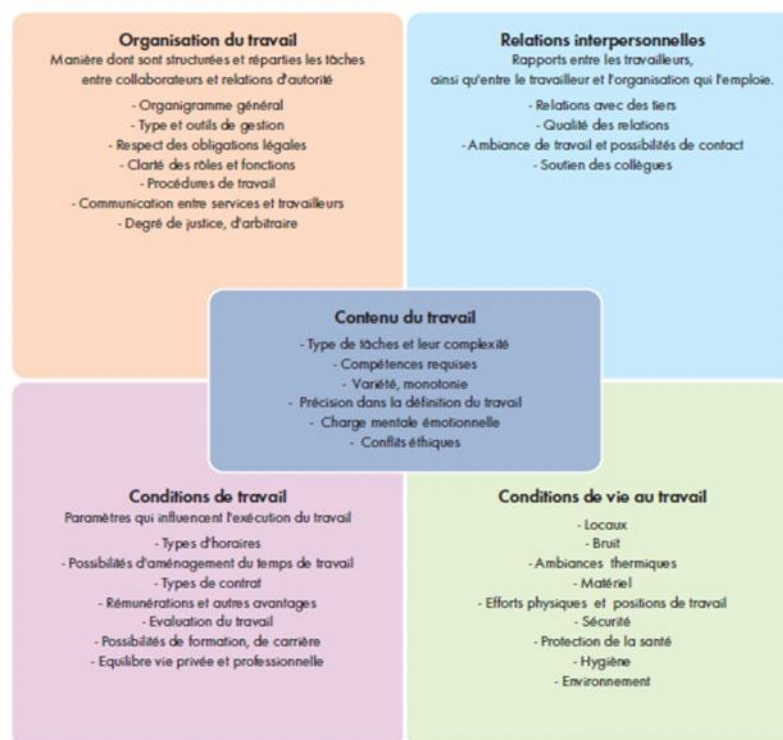 Organisation du travail
Manière dont sont structurées et réparties les tâches
entre collaborateurs et relations d'autorité
- Organigramme général
- Type et outils de gestion
- Respect des obligations légales
- Clarté des rôles et fonctions
- Procédures de travail
- Communication entre services et travailleurs
- Degré de justice, d'arbitraire
Relations interpersonnelles
Rapports entre les travailleurs,
ainsi qu'entre le travailleur et l'organisation qui l'emploie.
- Relations avec des tiers
- Qualité des relations
- Ambiance de travail et possibilités de contact
- Soutien des collègues
Contenu du travail
- Type de tâches et leur complexité
- Compétences requises
- Variété, monotonie
- Précision dans la définition du travail
- Charge mentale émotionnelle
- Conflits éthiques
Conditions de travail
Paramètres qui influencent l'exécution du travail
- Types d'horaires
- Possibilités d'aménagement du temps de travail
- Types de contrat
- Rémunérations et autres avantages
- Evaluation du travail
- Possibilités de formation, de carrière
- Equilibre vie privée et professionnelle
Conditions de vie au travail
- Locaux
- Bruit
- Ambiances thermiques
- Matériel
- Efforts physiques et positions de travail
- Sécurité
- Protection de la santé
- Hygiène
- Environnement